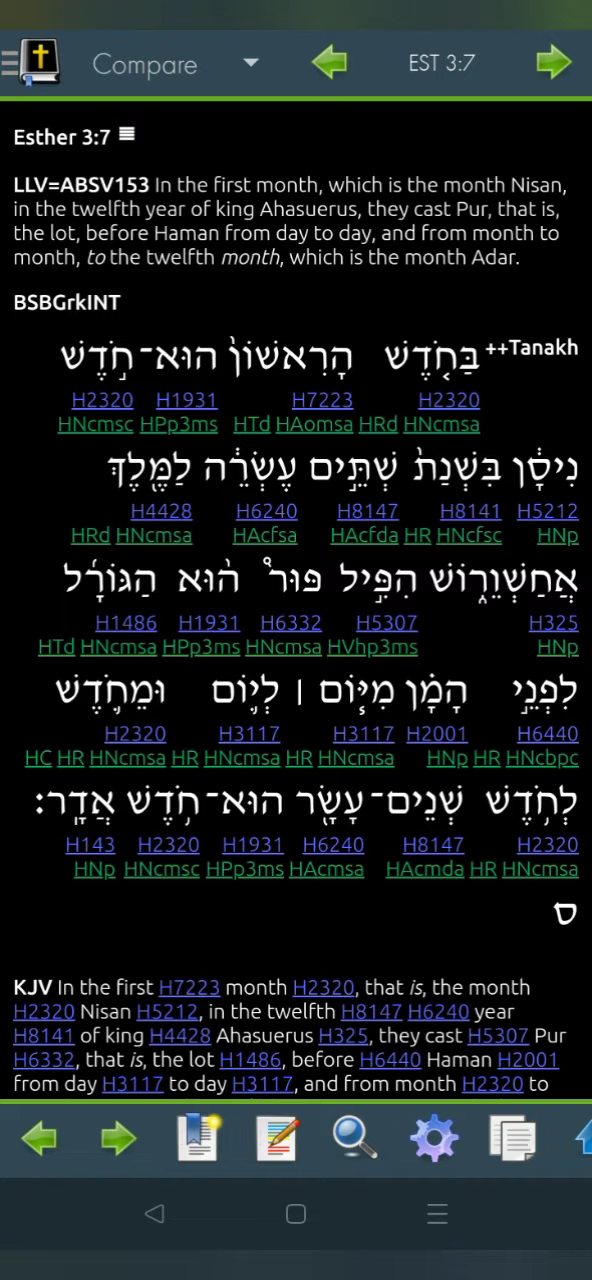 Compare
EST 3:7
Esther 3:7
LLV=ABSV153 In the first month, which is the month Nisan,
in the twelfth year of king Ahasuerus, they cast Pur, that is,
the lot, before Haman from day to day, and from month to
month, to the twelfth month, which is the month Adar.
BSBGrkINT
++Tanakh בַּחֹ֤דֶשׁ הָרִאשׁוֹן֙ הוּא־חֹ֣דֶשׁ
H2320 H1931 H7223 H2320
HNcmsc HPp3ms HTd HAomsa HRd HNcmsa
נִיסָ֔ן בִּשְׁנַת֙ שְׁתֵּ֣ים עֶשְׂרֵ֔ה לַמֶּ֖לֶךְ
H4428 H6240 H8147 H8141 H5212
HRd HNcmsa HAcfsa HAcfda HR HNcfsc HNp
אֲחַשְׁוֵר֑וֹשׁ הִפִּ֣יל פּוּר֩ ה֨וּא הַגּוֹרָ֜ל
H1486 H1931 H6332 H5307 H325
HTd HNcmsa HPp3ms HNcmsa HVhp3ms HNp
לִפְנֵ֣י הָמָ֗ן מִיּ֧וֹם ׀ לְי֛וֹם וּמֵחֹ֛דֶשׁ
H2320 H3117 H3117 H2001 H6440
HC HR HNcmsa HR HNcmsa HR HNcmsa HNp HR HNcbpc
לְחֹ֥דֶשׁ שְׁנֵים־עָשָׂ֖ר הוּא־חֹ֥דֶשׁ אֲדָֽר׃
H143 H2320 H1931 H6240 H8147 H2320
HNp HNcmsc HPp3ms HAcmsa HAcmda HR HNcmsa
ס
KJV In the first H7223 month H2320, that is, the month
H2320 Nisan H5212, in the twelfth H8147 H6240 year
H8141 of king H4428 Ahasuerus H325, they cast H5307 Pur
H6332, that is, the lot H1486, before H6440 Haman H2001
from day H3117 to day H3117, and from month H2320 to